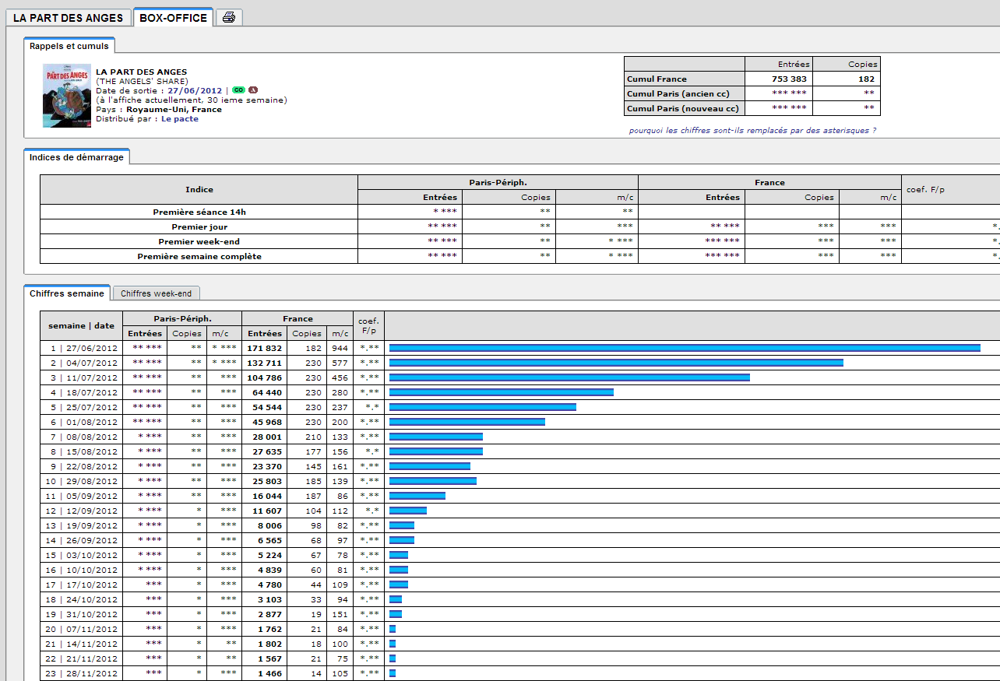 LA PART DES ANGES BOX-OFFICE
Rappels et cumuls
LA PART DES ANGES
(THE ANGELS' SHARE)
Date de sortie : 27/06/2012 | CO A
(à l'affiche actuellement, 30 ieme semaine)
Pays : Royaume-Uni, France
Distribué par : Le pacte
PART DES ANGES
Entrées Copies
Cumul France 753 383 182
Cumul Paris (ancien cc) *** *** **
Cumul Paris (nouveau cc) *** *** **
pourquoi les chiffres sont-ils remplacés par des asterisques ?
Indices de démarrage
Indice Paris-Périph. France coef. F/p
Entrées Copies m/c Entrées Copies m/c
Première séance 14h * *** ** **
Premier jour ** *** ** *** ** *** *** *** *.
Premier week-end ** *** ** * *** *** *** *** *** *.
Première semaine complète ** *** ** * *** *** *** *** *** *.
Chiffres semaine Chiffres week-end
semaine | date Paris-Périph. France coef. F/p
Entrées Copies m/c Entrées Copies m/c
1 | 27/06/2012 ** *** ** * *** 171 832 182 944 *.**
2 | 04/07/2012 ** *** ** * *** 132 711 230 577 *.**
3 | 11/07/2012 ** *** ** *** 104 786 230 456 *.**
4 | 18/07/2012 ** *** ** *** 64 440 230 280 *.**
5 | 25/07/2012 ** *** ** *** 54 544 230 237 *.*
6 | 01/08/2012 ** *** ** *** 45 968 230 200 *.**
7 | 08/08/2012 * *** ** *** 28 001 210 133 *.**
8 | 15/08/2012 * *** ** *** 27 635 177 156 *.*
9 | 22/08/2012 * *** ** *** 23 370 145 161 *.**
10 | 29/08/2012 * *** ** *** 25 803 185 139 *.**
11 | 05/09/2012 * *** ** *** 16 044 187 86 *.**
12 | 12/09/2012 * *** * *** 11 607 104 112 *.*
13 | 19/09/2012 * *** * *** 8 006 98 82 *.**
14 | 26/09/2012 * *** * *** 6 565 68 97 *.**
15 | 03/10/2012 * *** * *** 5 224 67 78 *.**
16 | 10/10/2012 * *** * *** 4 839 60 81 *.**
17 | 17/10/2012 *** * *** 4 780 44 109 *.**
18 | 24/10/2012 *** * *** 3 103 33 94 *.**
19 | 31/10/2012 *** * *** 2 877 19 151 *.**
20 | 07/11/2012 *** * *** 1 762 21 84 *.**
21 | 14/11/2012 *** * ** 1 802 18 100 *.**
22 | 21/11/2012 *** * ** 1 567 21 75 *.**
23 | 28/11/2012 *** * *** 1 466 14 105 *.**